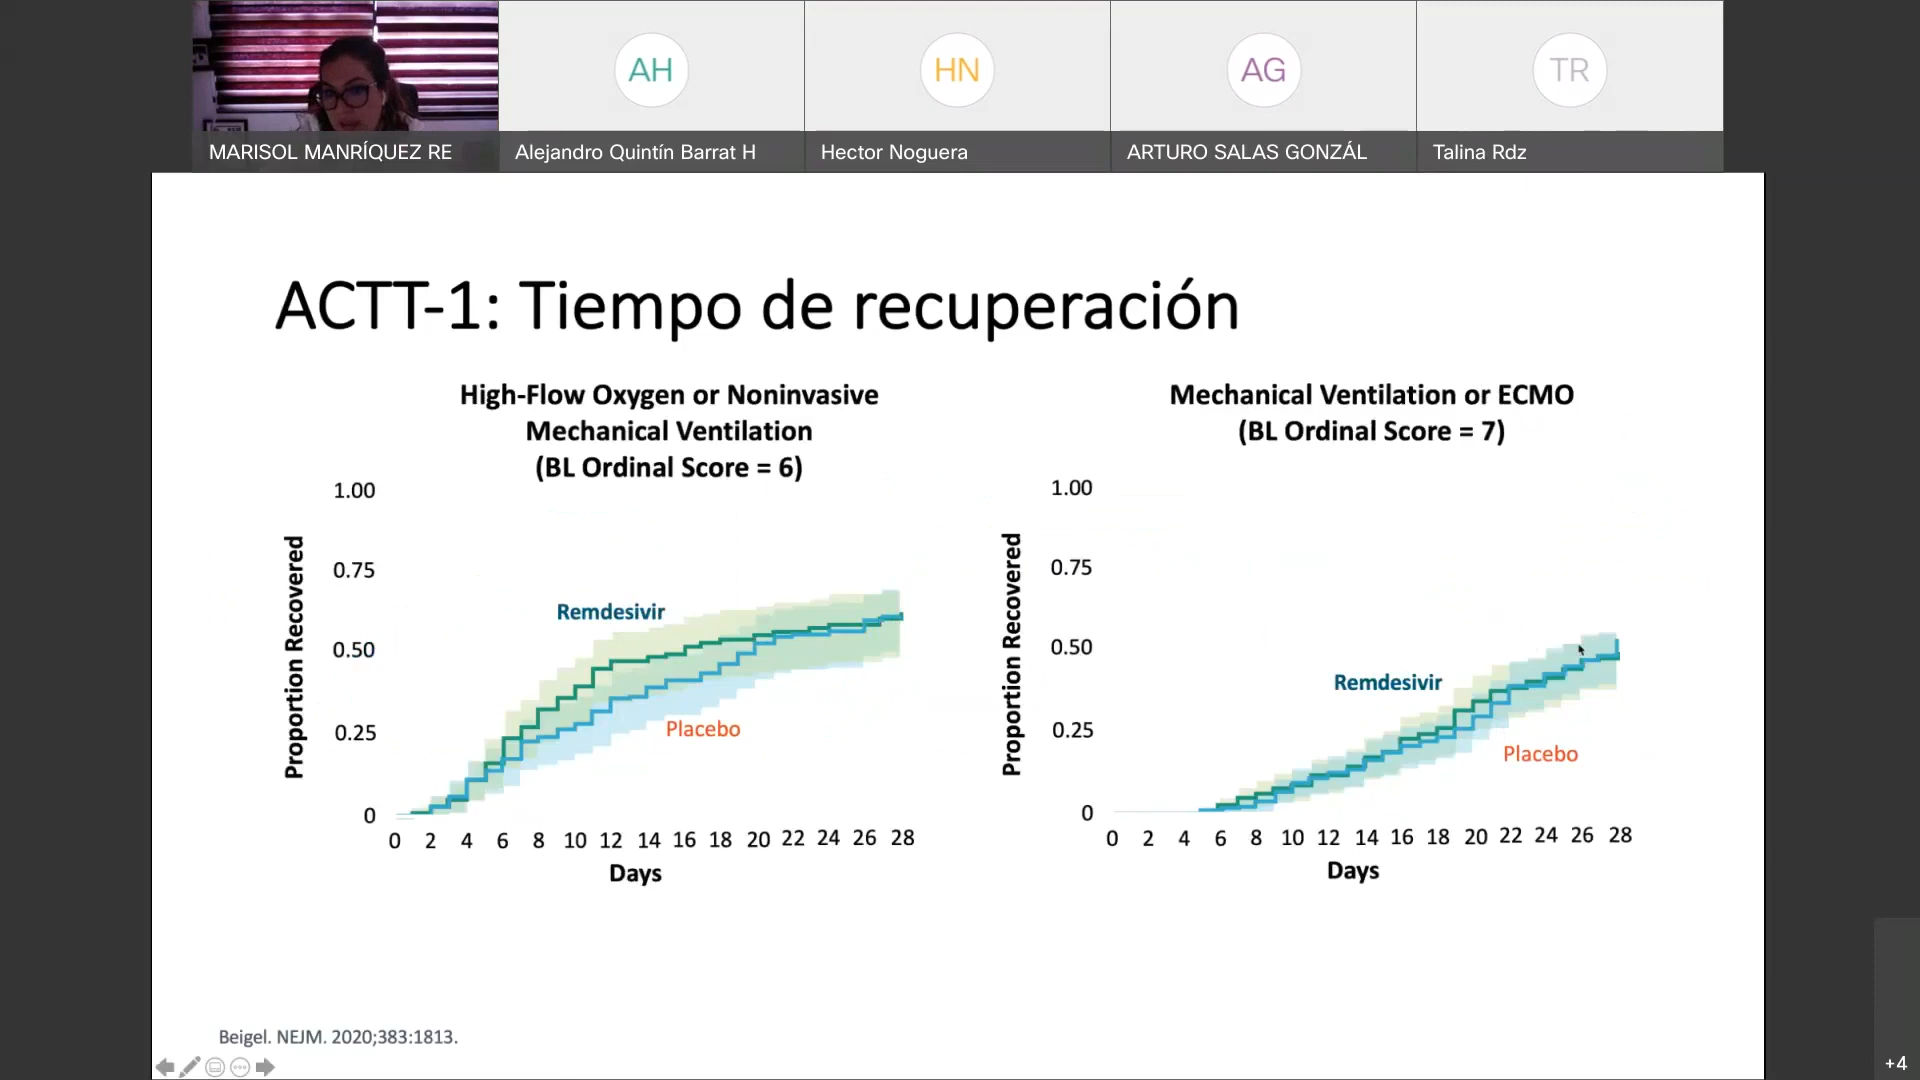 AH
HN
AG
TR
MARISOL MANRÍQUEZ RE
Alejandro Quintín Barrat H
Hector Noguera
ARTURO SALAS GONZÁL
Talina Rdz
ACTT-1: Tiempo de recuperación
High-Flow Oxygen or Noninvasive
Mechanical Ventilation
(BL Ordinal Score = 6)
1.00
0.75
0.50
0.25
0
Proportion Recovered
Remdesivir
Placebo
0 2 4 6 8 10 12 14 16 18 20 22 24 26 28
Days
Mechanical Ventilation or ECMO
(BL Ordinal Score = 7)
1.00
0.75
0.50
0.25
0
Proportion Recovered
Remdesivir
Placebo
0 2 4 6 8 10 12 14 16 18 20 22 24 26 28
Days
Beigel. NEJM. 2020;383:1813.
+4